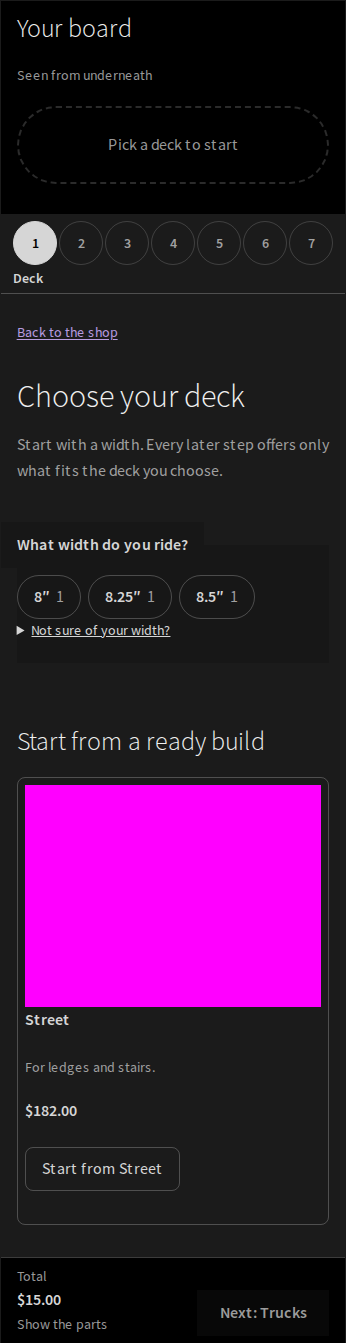 Your board
Seen from underneath
Pick a deck to start
1 2 3 4 5 6 7
Deck
Back to the shop
Choose your deck
Start with a width. Every later step offers only
what fits the deck you choose.
What width do you ride?
8″ 1 8.25″ 1 8.5″ 1
Not sure of your width?
Start from a ready build
Street
For ledges and stairs.
$182.00
Start from Street
Total
$15.00
Show the parts
Next: Trucks